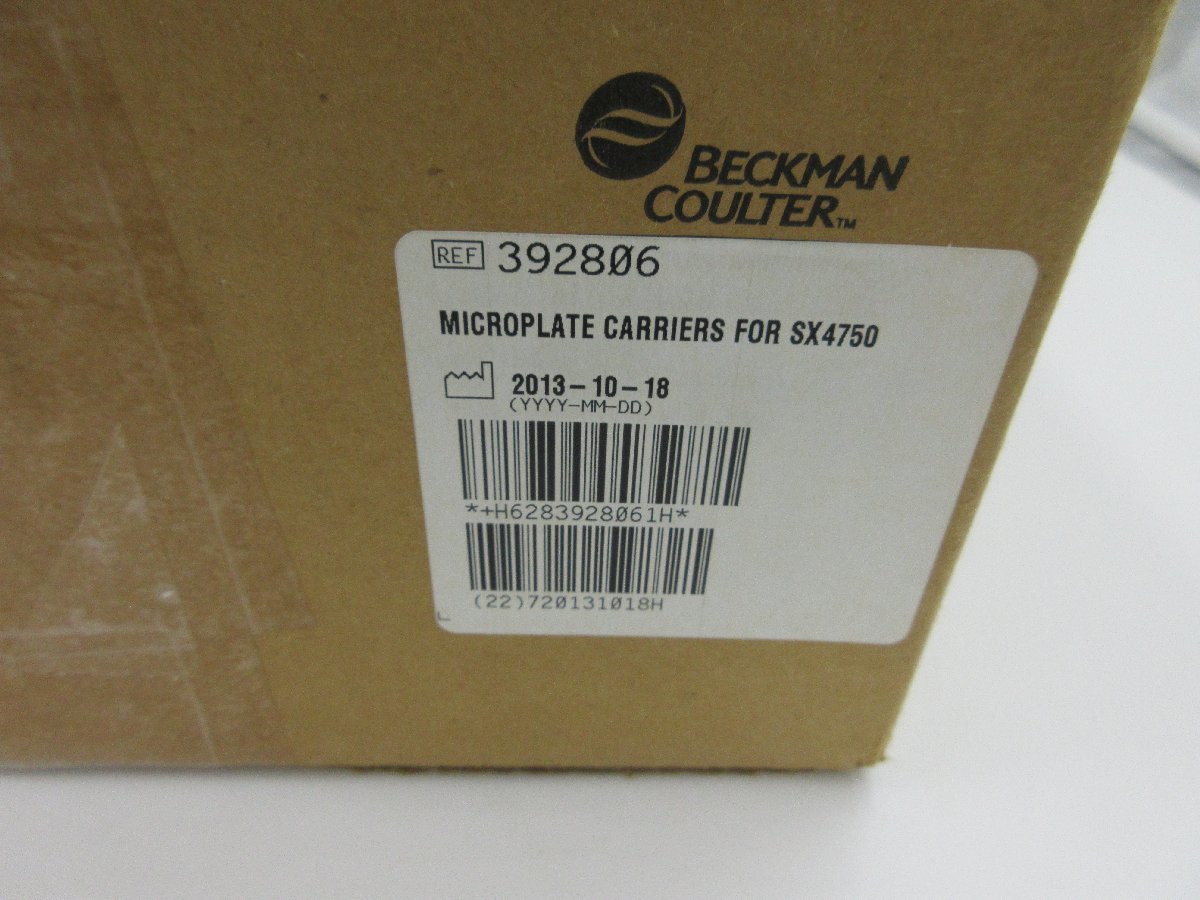 BECKMAN
COULTER™
REF 392806
MICROPLATE CARRIERS FOR SX4750
2013-10-18
(YYYY-MM-DD)
*+H6283928061H*
(22)720131018H